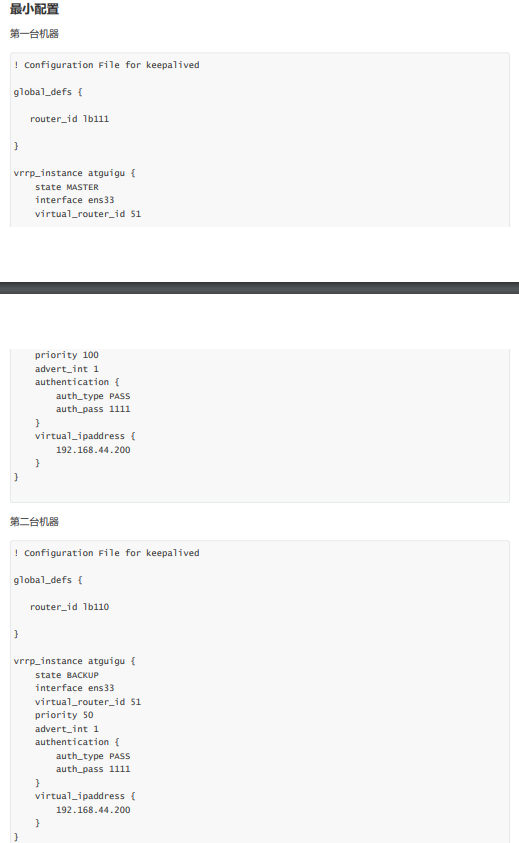 最小配置
第一台机器
! Configuration File for keepalived
global_defs {
router_id lb111
}
vrrp_instance atguigu {
state MASTER
interface ens33
virtual_router_id 51
priority 100
advert_int 1
authentication {
auth_type PASS
auth_pass 1111
}
virtual_ipaddress {
192.168.44.200
}
}
第二台机器
! Configuration File for keepalived
global_defs {
router_id lb110
}
vrrp_instance atguigu {
state BACKUP
interface ens33
virtual_router_id 51
priority 50
advert_int 1
authentication {
auth_type PASS
auth_pass 1111
}
virtual_ipaddress {
192.168.44.200
}
}